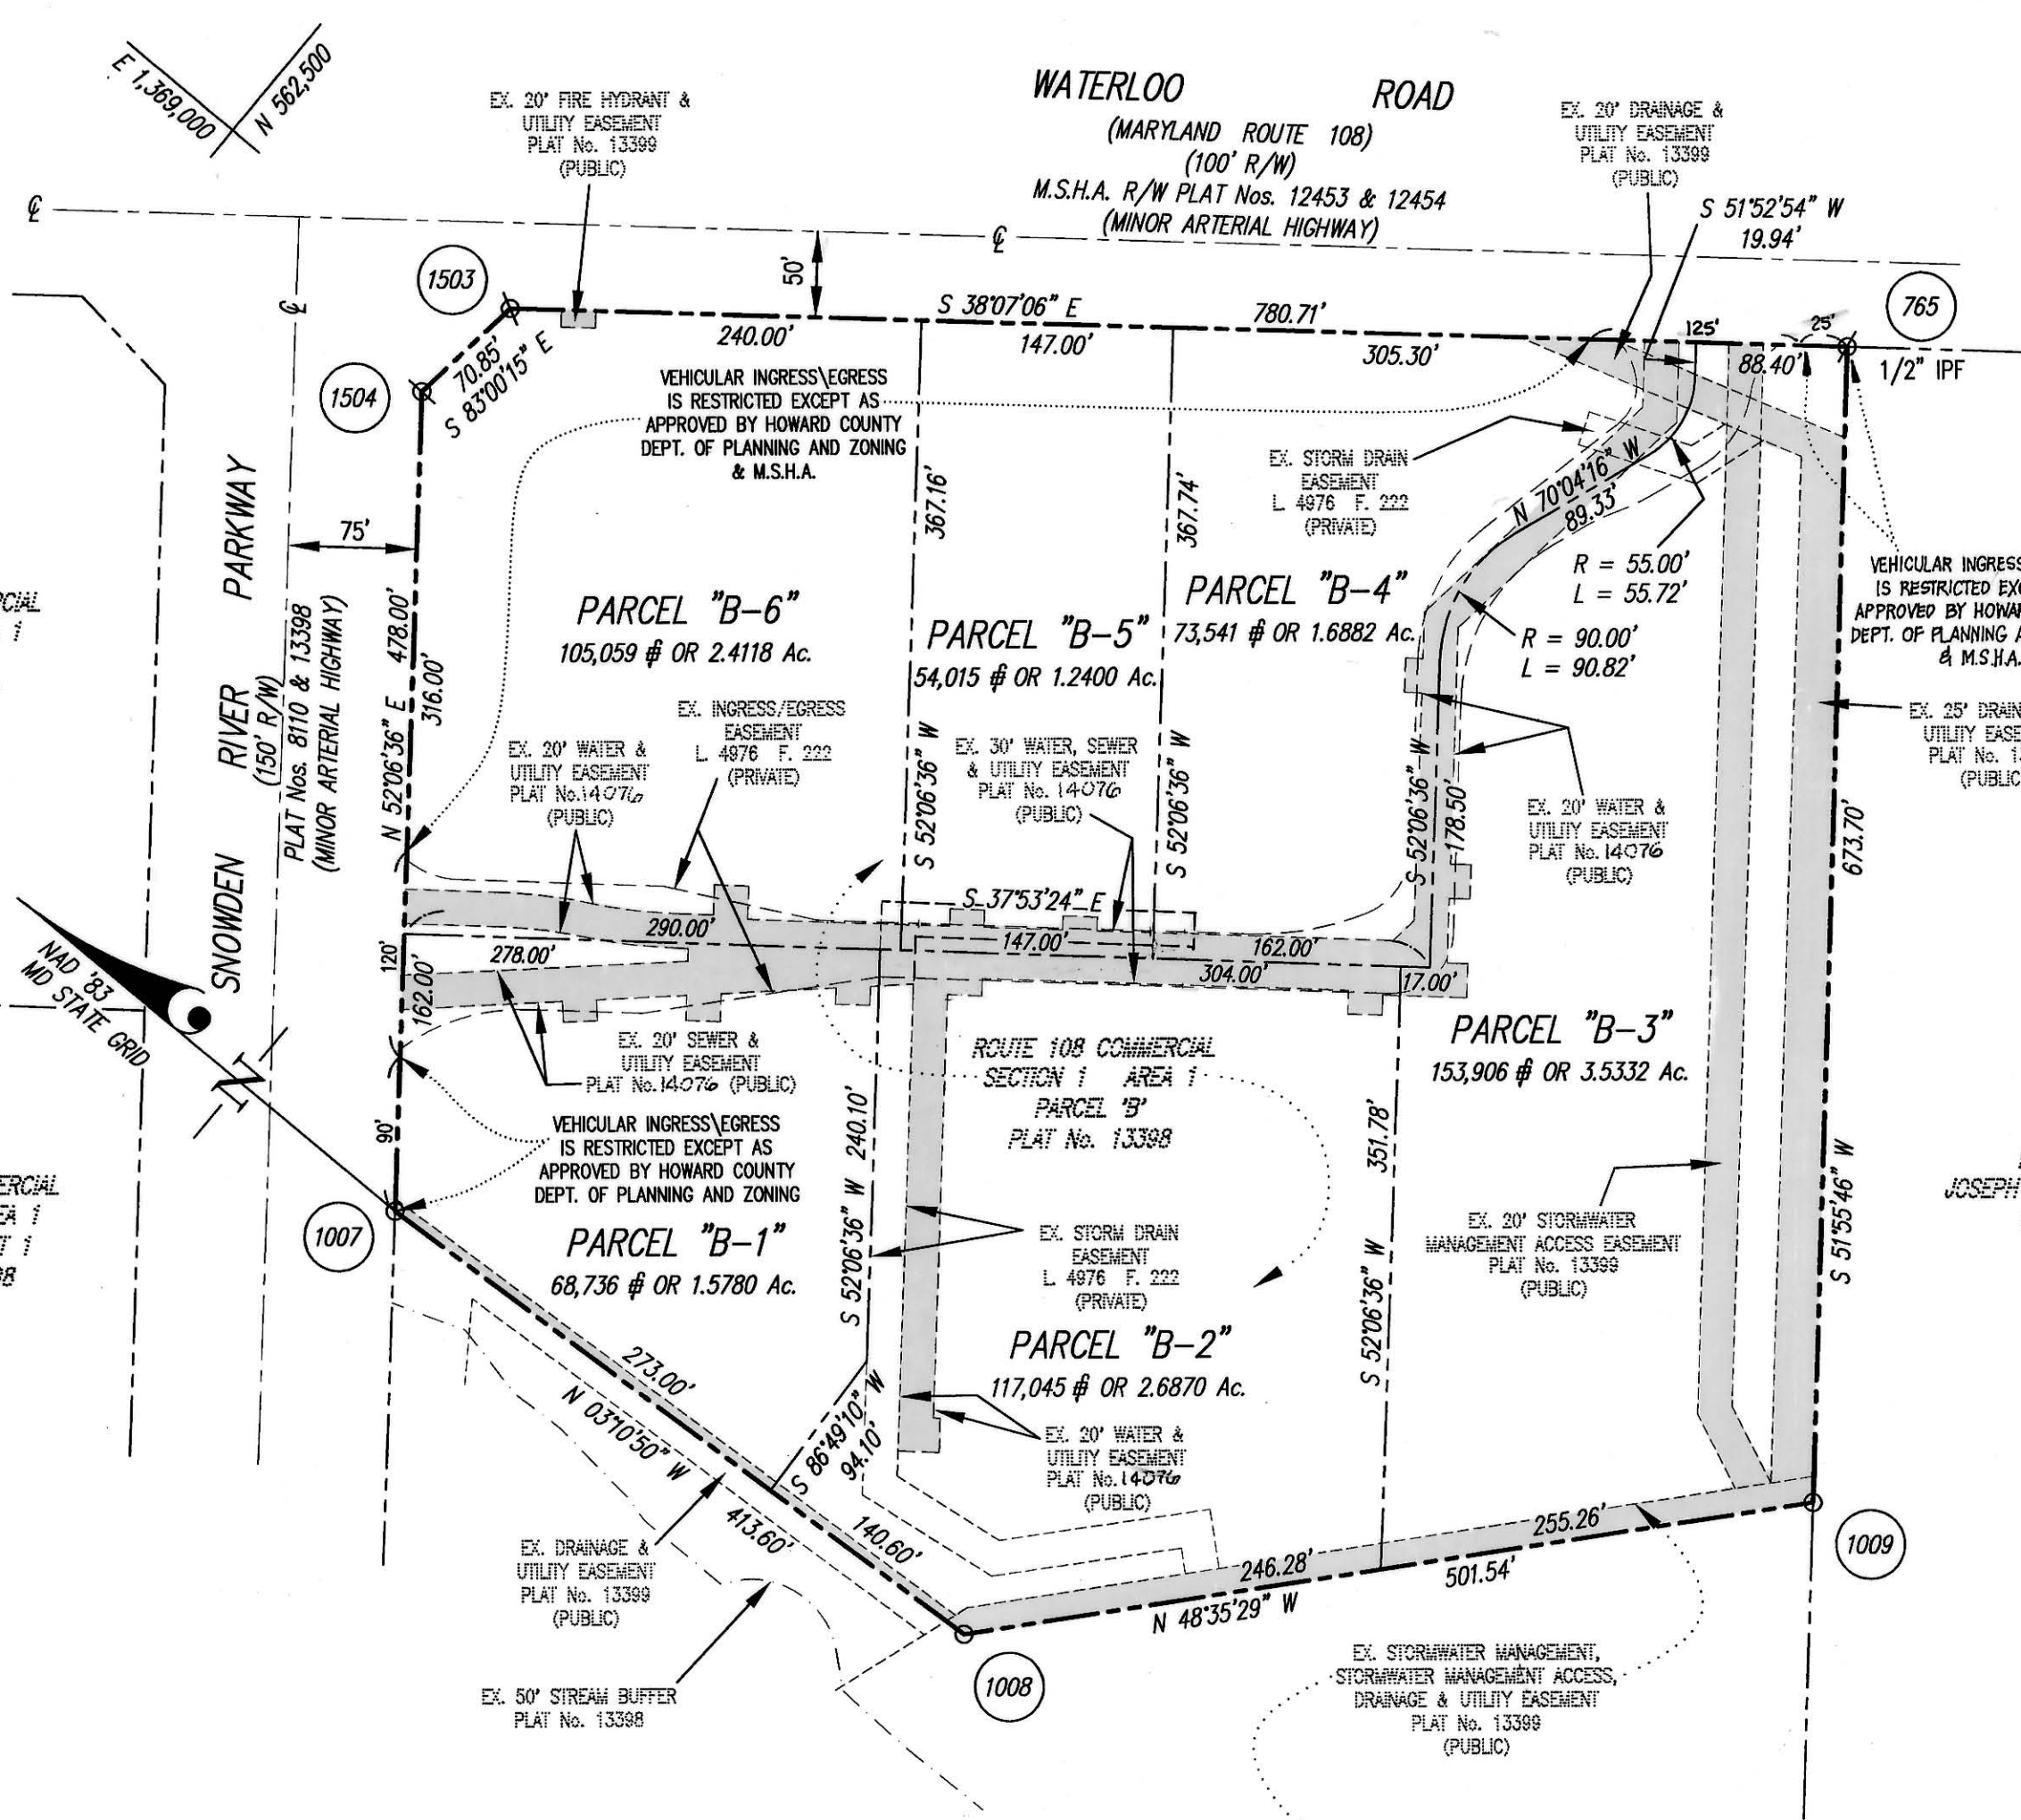 E 1,369,000
N 562,500
EX. 20' FIRE HYDRANT &
UTILITY EASEMENT
PLAT No. 13399
(PUBLIC)
WATERLOO ROAD
(MARYLAND ROUTE 108)
(100' R/W)
M.S.H.A. R/W PLAT Nos. 12453 & 12454
(MINOR ARTERIAL HIGHWAY)
EX. 20' DRAINAGE &
UTILITY EASEMENT
PLAT No. 13399
(PUBLIC)
S 51°52'54" W
19.94'
50'
1503
765
1504
70.85'
S 83°00'15" E
S 38°07'06" E 780.71'
240.00'
147.00'
305.30'
125'
25'
88.40'
1/2" IPF
VEHICULAR INGRESS\EGRESS
IS RESTRICTED EXCEPT AS
APPROVED BY HOWARD COUNTY
DEPT. OF PLANNING AND ZONING
& M.S.H.A.
EX. STORM DRAIN
EASEMENT
L. 4976 F. 222
(PRIVATE)
N 70°04'16" W
89.33'
R = 55.00'
L = 55.72'
R = 90.00'
L = 90.82'
VEHICULAR INGRESS
IS RESTRICTED
APPROVED BY
DEPT. OF PLANNING
& M.S.H.A.
75'
367.16'
367.74'
SNOWDEN RIVER PARKWAY
(150' R/W)
PLAT Nos. 8110 & 13398
(MINOR ARTERIAL HIGHWAY)
N 52°06'36" E 478.00'
316.00'
PARCEL "B-6"
105,059 OR 2.4118 Ac.
PARCEL "B-5"
54,015 OR 1.2400 Ac.
PARCEL "B-4"
73,541 OR 1.6882 Ac.
EX. INGRESS/EGRESS
EASEMENT
L. 4976 F. 222
(PRIVATE)
EX. 20' WATER &
UTILITY EASEMENT
PLAT No.14076
(PUBLIC)
EX. 30' WATER, SEWER
& UTILITY EASEMENT
PLAT No.14076
(PUBLIC)
S 52°06'36" W
S 52°06'36" W
S 52°06'36" W
178.50'
EX. 20' WATER &
UTILITY EASEMENT
PLAT No.14076
(PUBLIC)
EX. 25'
UTILITY
PLAT No.
673.70'
S 51°55'46" W
S 37°53'24" E
290.00'
278.00'
147.00'
162.00'
304.00'
17.00'
120'
162.00'
90'
NAD '83
MD STATE GRID
N
EX. 20' SEWER &
UTILITY EASEMENT
PLAT No.14076 (PUBLIC)
VEHICULAR INGRESS\EGRESS
IS RESTRICTED EXCEPT AS
APPROVED BY HOWARD COUNTY
DEPT. OF PLANNING AND ZONING
ROUTE 108 COMMERCIAL
SECTION 1 AREA 1
PARCEL 'B'
PLAT No. 13398
PARCEL "B-3"
153,906 OR 3.5332 Ac.
S 52°06'36" W 240.10'
S 52°06'36" W 351.78'
1007
PARCEL "B-1"
68,736 OR 1.5780 Ac.
EX. STORM DRAIN
EASEMENT
L. 4976 F. 222
(PRIVATE)
EX. 20' STORMWATER
MANAGEMENT ACCESS EASEMENT
PLAT No. 13399
(PUBLIC)
JOSEPH
PARCEL "B-2"
117,045 OR 2.6870 Ac.
273.00'
N 03°10'50" W
413.60'
S 86°49'10" W
94.10'
140.60'
EX. 20' WATER &
UTILITY EASEMENT
PLAT No.14076
(PUBLIC)
EX. DRAINAGE &
UTILITY EASEMENT
PLAT No. 13399
(PUBLIC)
EX. 50' STREAM BUFFER
PLAT No. 13398
246.28'
255.26'
501.54'
N 48°35'29" W
1009
1008
EX. STORMWATER MANAGEMENT,
STORMWATER MANAGEMENT ACCESS,
DRAINAGE & UTILITY EASEMENT
PLAT No. 13399
(PUBLIC)